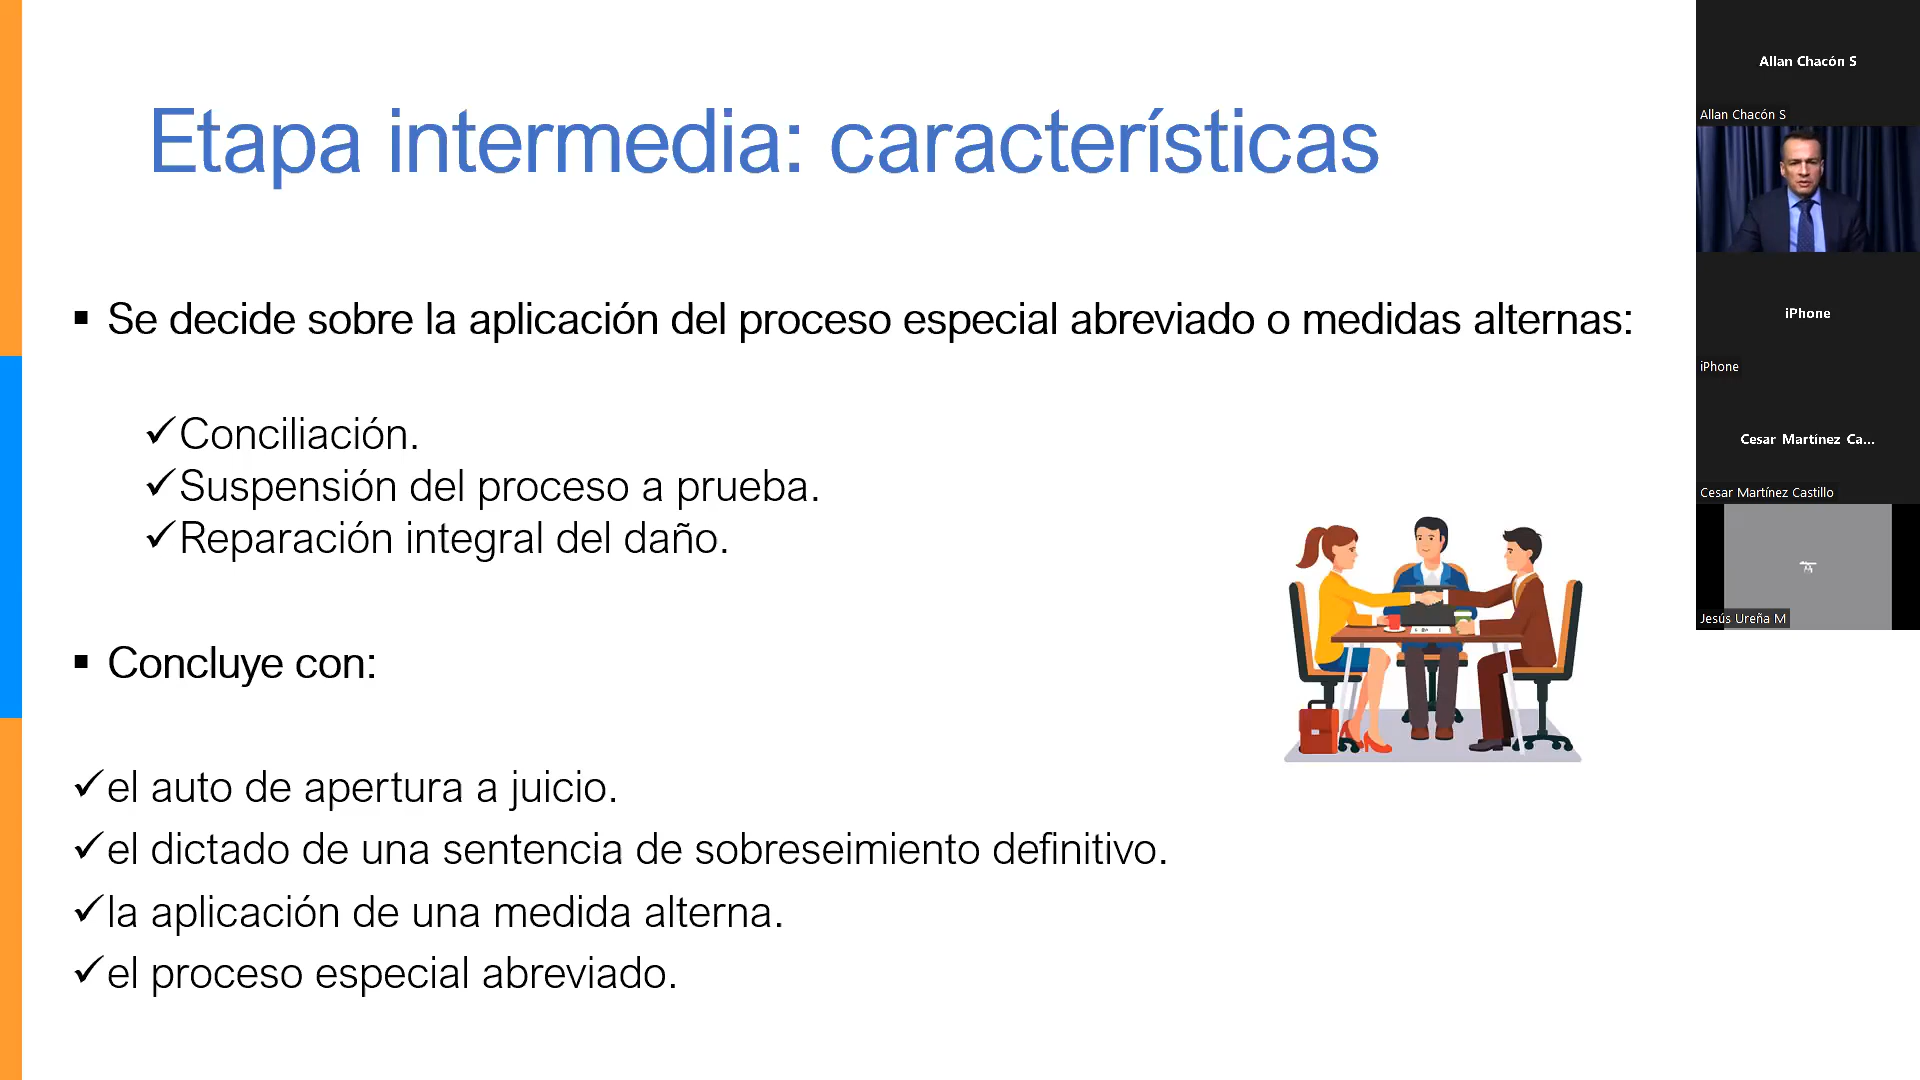 Etapa intermedia: características
▪ Se decide sobre la aplicación del proceso especial abreviado o medidas alternas:
✓Conciliación.
✓Suspensión del proceso a prueba.
✓Reparación integral del daño.
▪ Concluye con:
✓el auto de apertura a juicio.
✓el dictado de una sentencia de sobreseimiento definitivo.
✓la aplicación de una medida alterna.
✓el proceso especial abreviado.
Allan Chacón S
Allan Chacón S
iPhone
iPhone
Cesar Martínez Ca...
Cesar Martínez Castillo
Jesús Ureña M